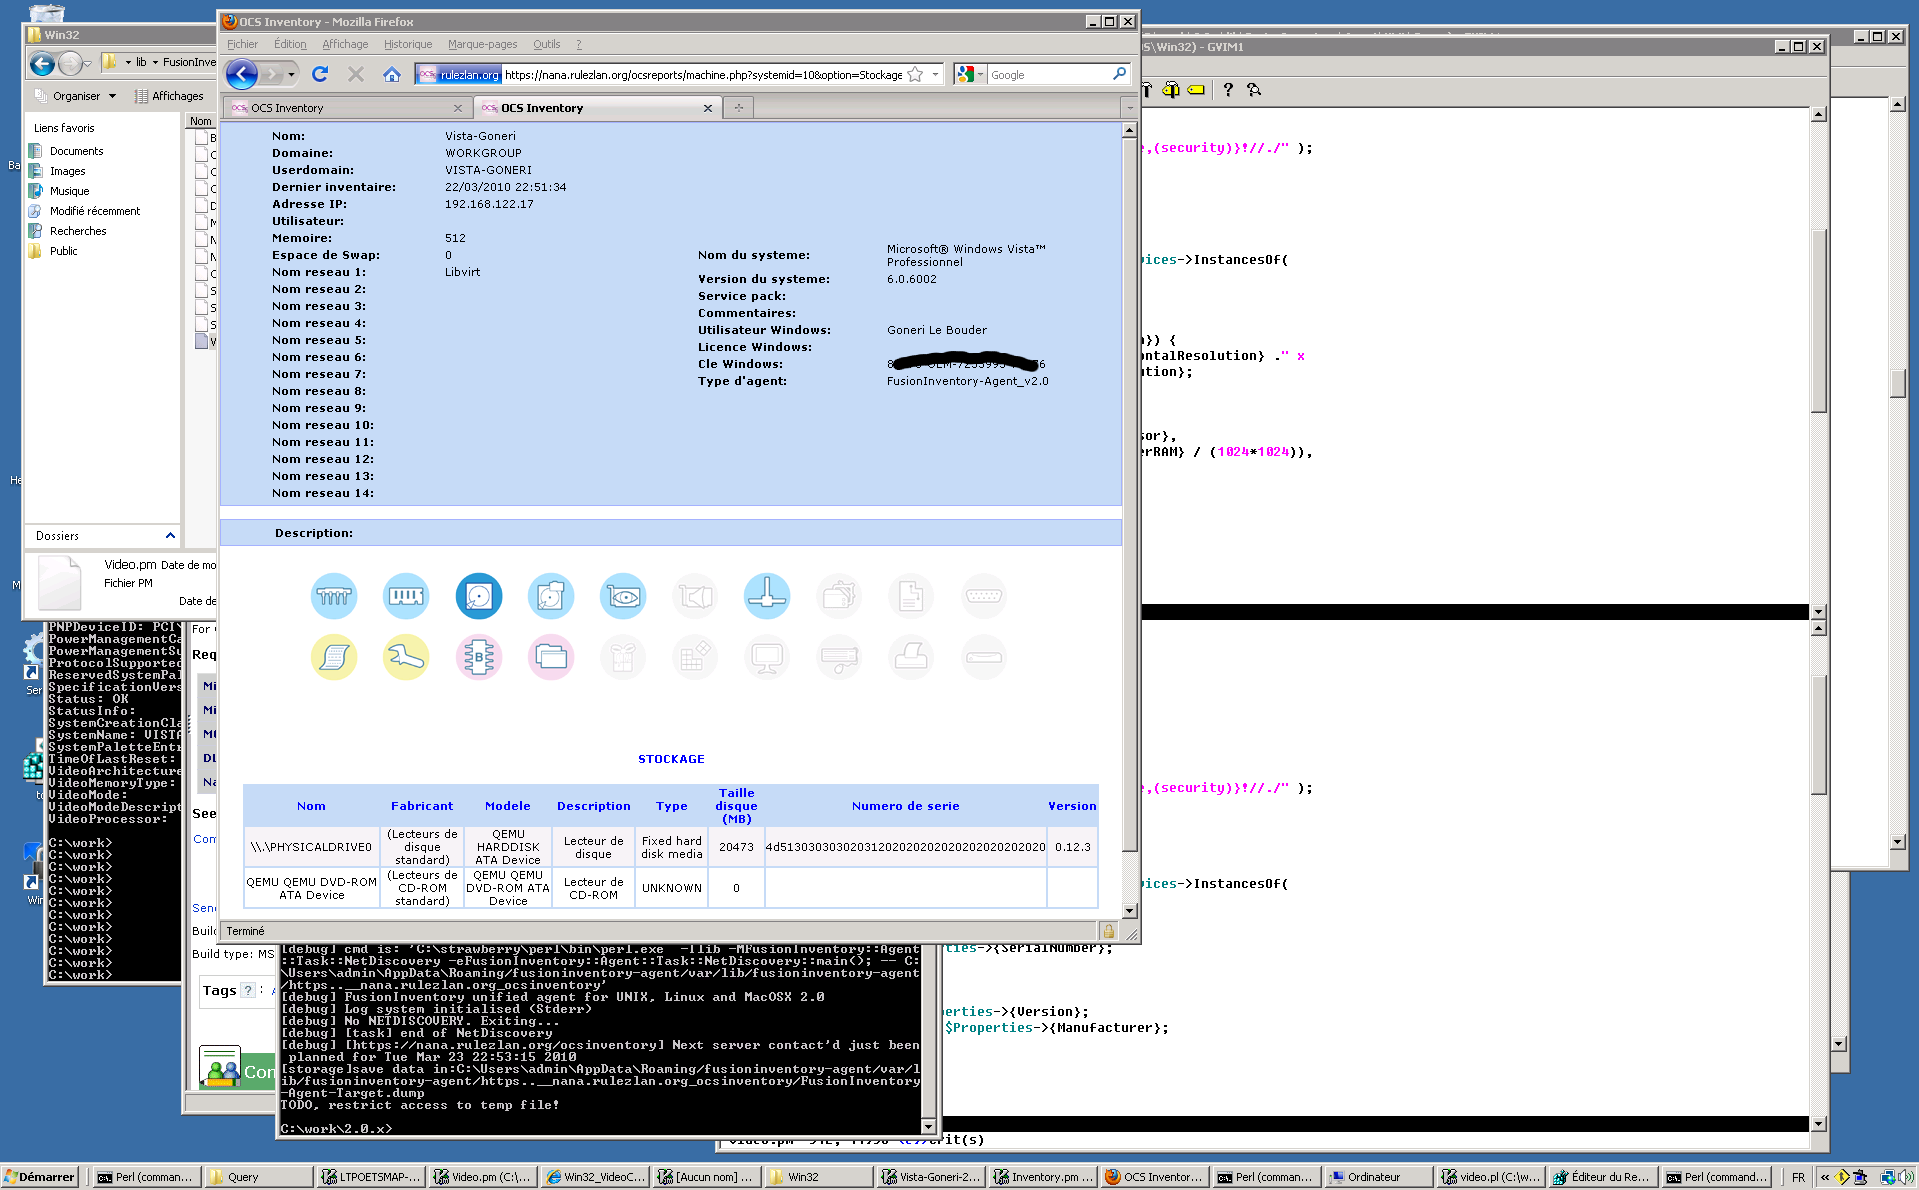 OCS Inventory - Mozilla Firefox
Fichier Édition Affichage Historique Marque-pages Outils ?
rulezlan.org https://nana.rulezlan.org/ocsreports/machine.php?systemid=10&option=Stockage
Google
OCS Inventory
OCS Inventory
Nom: Vista-Goneri
Domaine: WORKGROUP
Userdomain: VISTA-GONERI
Dernier inventaire: 22/03/2010 22:51:34
Adresse IP: 192.168.122.17
Utilisateur:
Memoire: 512
Espace de Swap: 0
Nom reseau 1: Libvirt
Nom reseau 2:
Nom reseau 3:
Nom reseau 4:
Nom reseau 5:
Nom reseau 6:
Nom reseau 7:
Nom reseau 8:
Nom reseau 9:
Nom reseau 10:
Nom reseau 11:
Nom reseau 12:
Nom reseau 13:
Nom reseau 14:
Nom du systeme: Microsoft® Windows Vista™
Professionnel
Version du systeme: 6.0.6002
Service pack:
Commentaires:
Utilisateur Windows: Goneri Le Bouder
Licence Windows:
Cle Windows:
Type d'agent: FusionInventory-Agent_v2.0
Description:
STOCKAGE
Nom Fabricant Modele Description Type Taille disque (MB) Numero de serie Version
\\.\PHYSICALDRIVE0 (Lecteurs de disque standard) QEMU HARDDISK ATA Device Lecteur de disque Fixed hard disk media 20473 4d51303030302031202020202020202020202020 0.12.3
QEMU QEMU DVD-ROM ATA Device (Lecteurs de CD-ROM standard) QEMU QEMU DVD-ROM ATA Device Lecteur de CD-ROM UNKNOWN 0
Terminé
Win32
lib FusionInve
Organiser Affichages
Liens favoris
Documents
Images
Musique
Modifié récemment
Recherches
Public
Nom
Dossiers
Video.pm Date de mo
Fichier PM
Date de
PNPDeviceID: PCI\
PowerManagementCa
PowerManagementSu
ProtocolSupported
ReservedSystemPal
SpecificationVers
Status: OK
StatusInfo:
SystemCreationCla
SystemName: VISTA
SystemPaletteEntr
TimeOfLastReset:
VideoArchitecture
VideoMemoryType:
VideoMode:
VideoModeDescript
VideoProcessor:
C:\work>
C:\work>
C:\work>
C:\work>
C:\work>
C:\work>
C:\work>
C:\work>
C:\work>
C:\work>
C:\work>
C:\work>
For
Req
Mi
Mi
DL
Na
See
Con
Send
Build
Build type: MS
Tags ? :
Con
[debug] cmd is: 'C:\strawberry\perl\bin\perl.exe -Ilib -MFusionInventory::Agent
::Task::NetDiscovery -eFusionInventory::Agent::Task::NetDiscovery::main(); -- C:
\Users\admin\AppData\Roaming/fusioninventory-agent/var/lib/fusioninventory-agent
/https..__nana.rulezlan.org_ocsinventory'
[debug] FusionInventory unified agent for UNIX, Linux and MacOSX 2.0
[debug] Log system initialised (Stderr)
[debug] No NETDISCOVERY. Exiting...
[debug] [task] end of NetDiscovery
[debug] [https://nana.rulezlan.org/ocsinventory] Next server contact'd just been
planned for Tue Mar 23 22:53:15 2010
[storage]save data in:C:\Users\admin\AppData\Roaming/fusioninventory-agent/var/l
ib/fusioninventory-agent/https..__nana.rulezlan.org_ocsinventory/FusionInventory
-Agent-Target.dump
TODO, restrict access to temp file!
C:\work\2.0.x>
S\Win32) - GVIM1
e,(security)}!//./" );
ices->InstancesOf(
}) {
ontalResolution} ." x
ution};
sor},
erRAM} / (1024*1024)),
e,(security)}!//./" );
ices->InstancesOf(
ties->{SerialNumber};
perties->{Version};
$Properties->{Manufacturer};
Démarrer
Perl (comman...
Query
LTPOETSMAP-...
Video.pm (C:\...
Win32_VideoC...
[Aucun nom] ...
Win32
Vista-Goneri-2...
Inventory.pm ...
OCS Inventor...
Perl (comman...
Ordinateur
video.pl (C:\w...
Éditeur du Re...
Perl (command...
FR